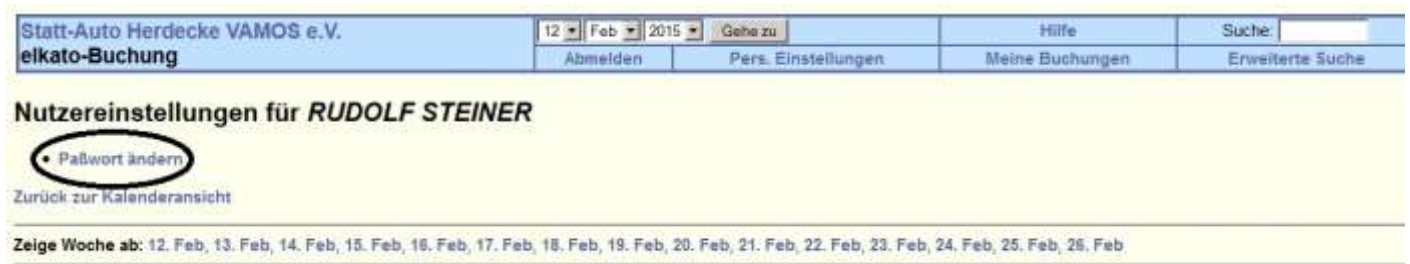 Statt-Auto Herdecke VAMOS e.V.
elkato-Buchung
12 Feb 2015 Gehe zu
Hilfe
Suche:
Abmelden
Pers. Einstellungen
Meine Buchungen
Erweiterte Suche
Nutzereinstellungen für RUDOLF STEINER
• Paßwort ändern
Zurück zur Kalenderansicht
Zeige Woche ab: 12. Feb, 13. Feb, 14. Feb, 15. Feb, 16. Feb, 17. Feb, 18. Feb, 19. Feb, 20. Feb, 21. Feb, 22. Feb, 23. Feb, 24. Feb, 25. Feb, 26. Feb